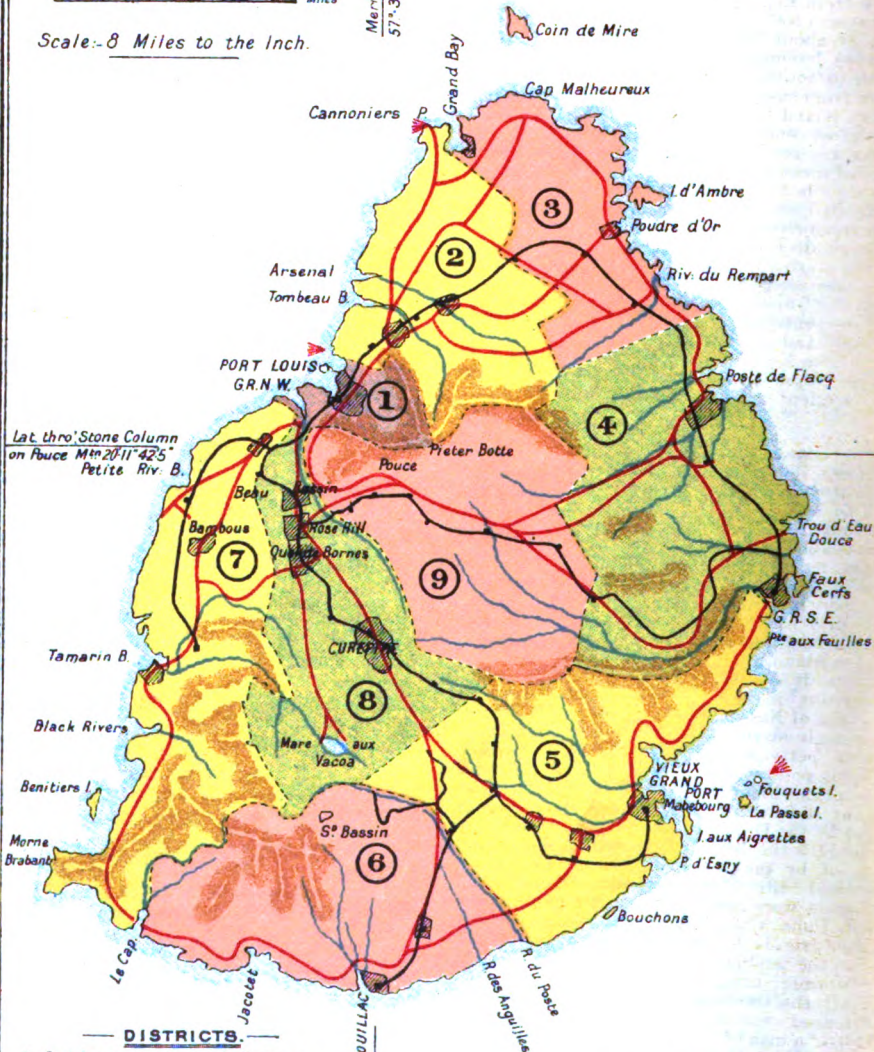 Miles
Scale:- 8 Miles to the Inch.
57°
Coin de Mire
Grand Bay
Cap Malheureux
Cannoniers P.
3
I. d'Ambre
Poudre d'Or
2
Arsenal
Riv. du Rempart
Tombeau B.
PORT LOUIS
GR. N. W.
1
Poste de Flacq
4
Lat. thro' Stone Column
on Pouce Mtn 20°11'42.5"
Pieter Botte
Petite Riv. B.
Pouce
Beau Bassin
Bambous
Rose Hill
Trou d'Eau
Douce
Quatre Bornes
7
9
Faux
Cerfs
G. R. S. E.
Pte aux Feuilles
CUREPIPE
Tamarin B.
8
Black Rivers
Mare aux
Vacoa
5
VIEUX
GRAND
PORT
Fouquets I.
Benitiers I.
Mahebourg
La Passe I.
Gd. Bassin
I. aux Aigrettes
Morne
Brabant
6
P. d'Esny
Bouchons
Le Cap
Jacotet
R. des Anguilles
R. du Poste
DISTRICTS.